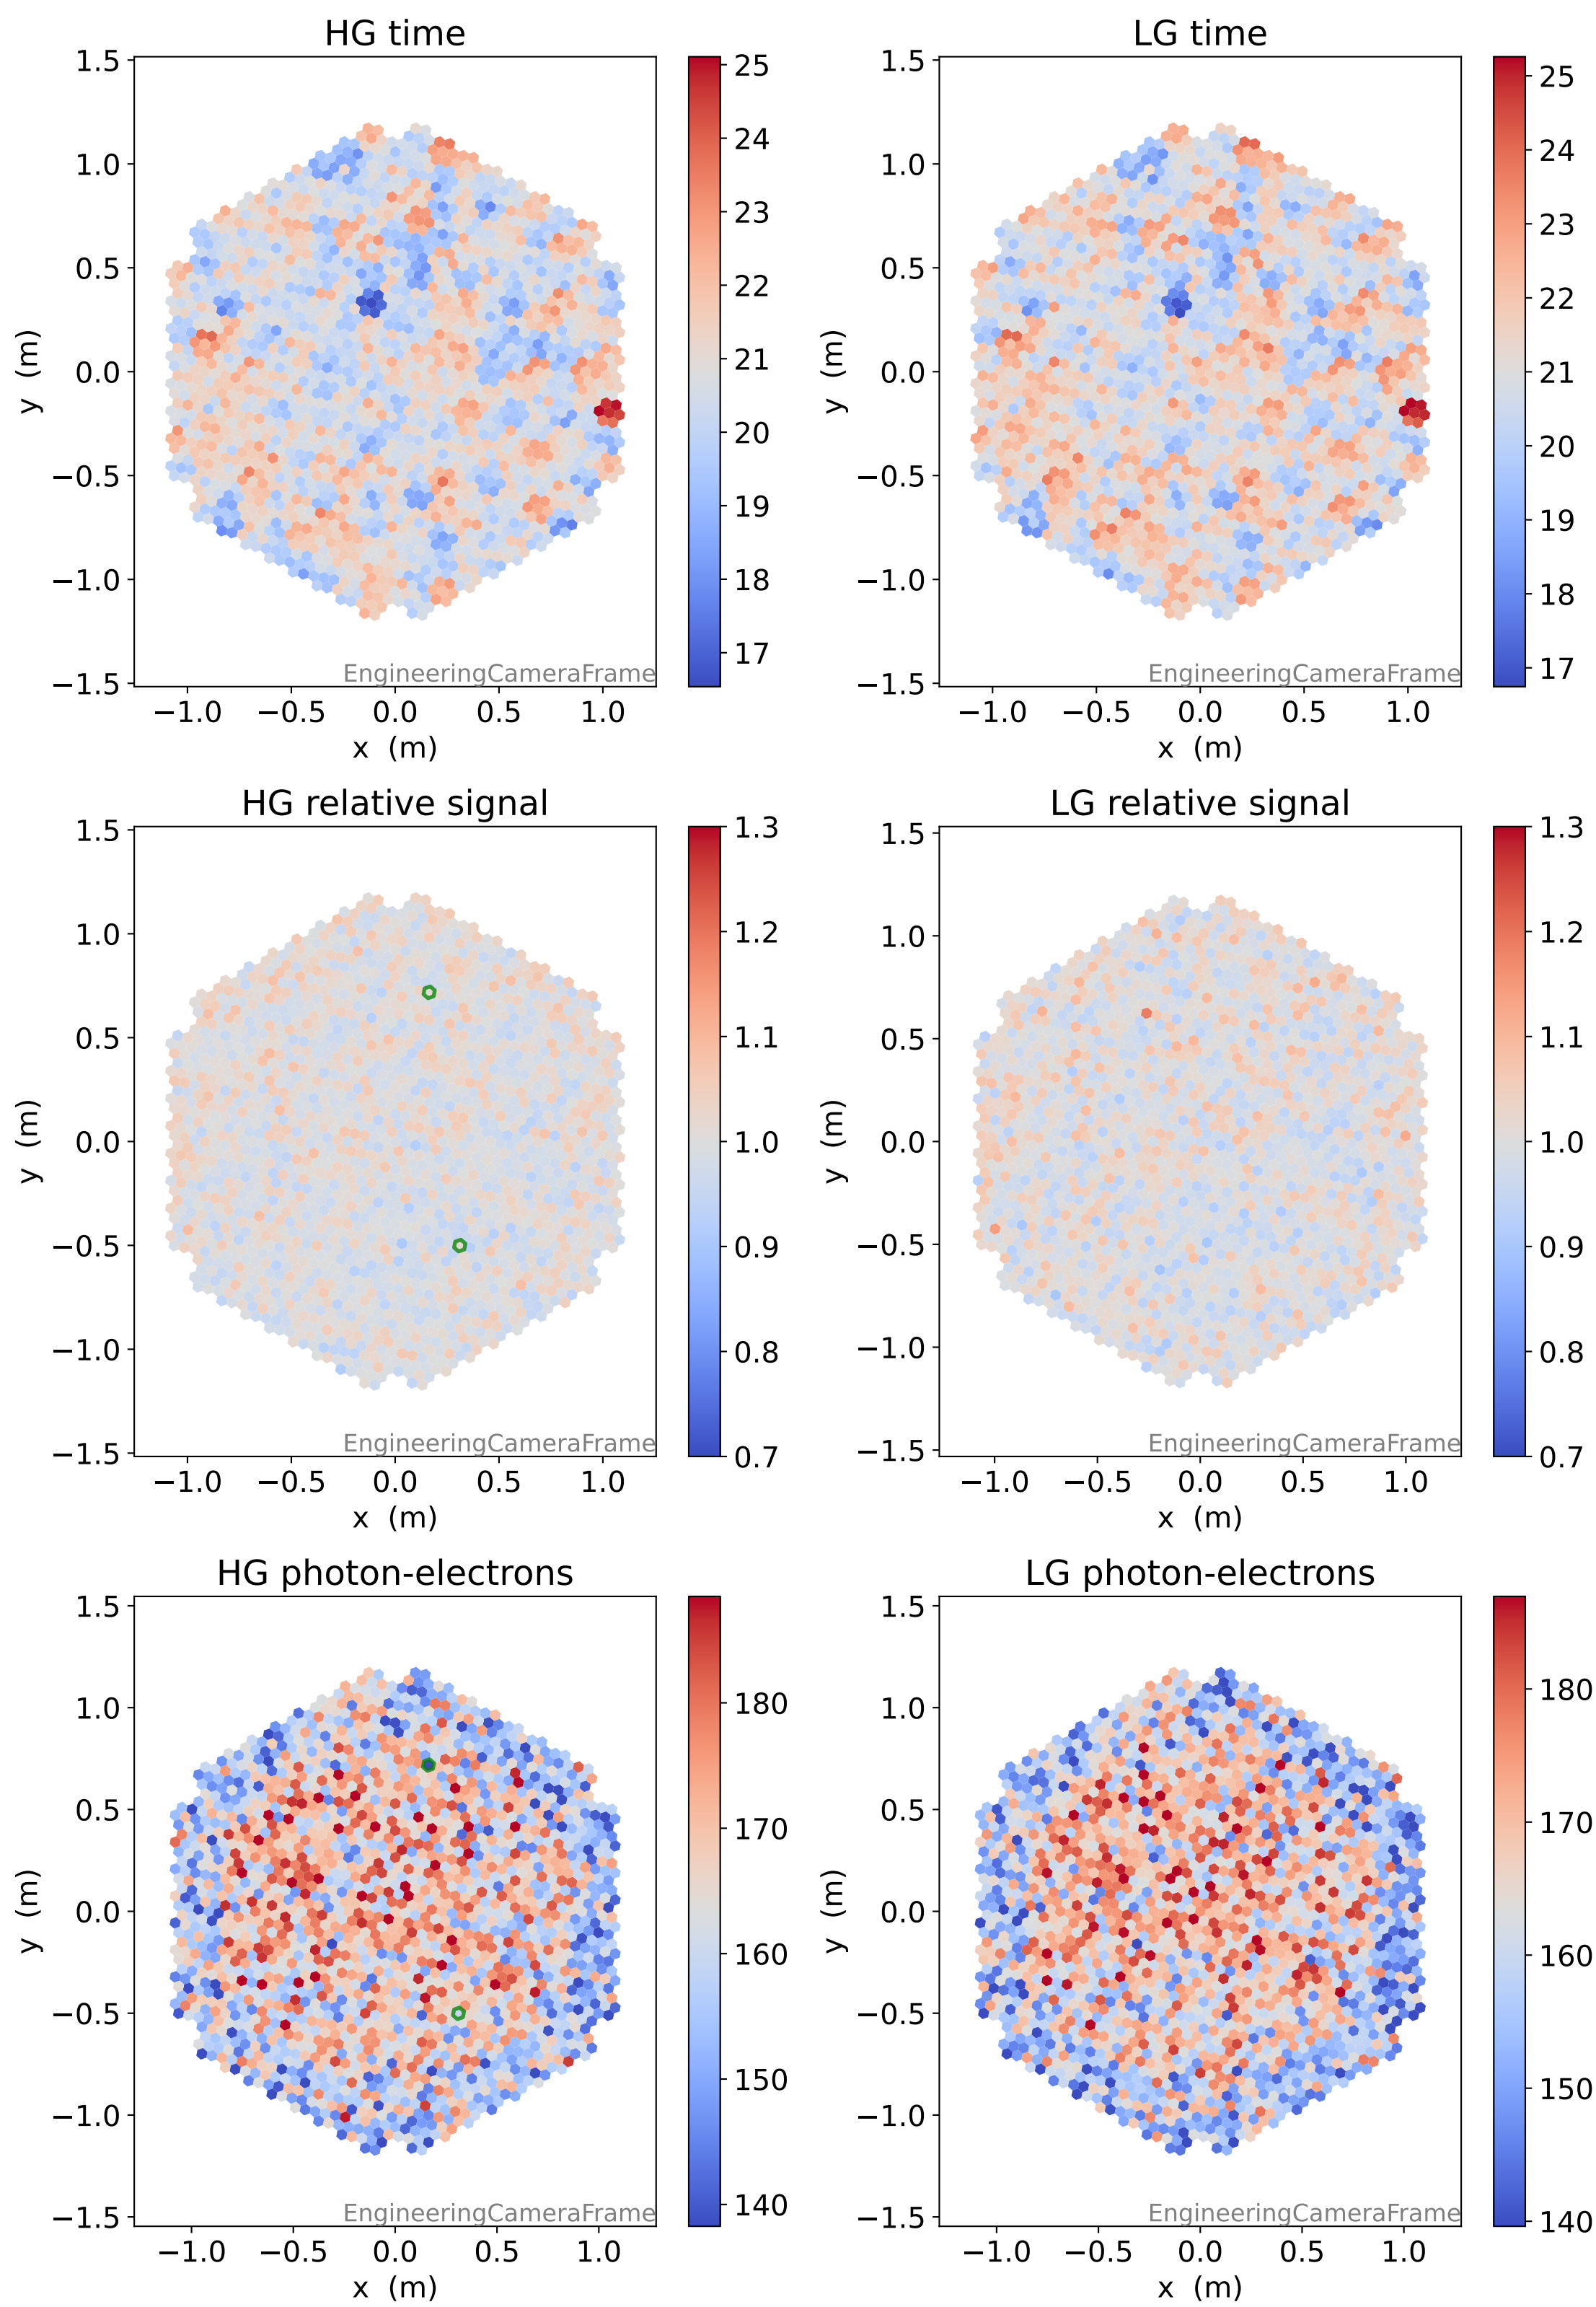 HG time
LG time
1.5
1.0
0.5
0.0
−0.5
−1.0
−1.5
y (m)
−1.0 −0.5 0.0 0.5 1.0
x (m)
EngineeringCameraFrame
25
24
23
22
21
20
19
18
17
1.5
1.0
0.5
0.0
−0.5
−1.0
−1.5
y (m)
−1.0 −0.5 0.0 0.5 1.0
x (m)
EngineeringCameraFrame
25
24
23
22
21
20
19
18
17
HG relative signal
LG relative signal
1.5
1.0
0.5
0.0
−0.5
−1.0
−1.5
y (m)
−1.0 −0.5 0.0 0.5 1.0
x (m)
EngineeringCameraFrame
1.3
1.2
1.1
1.0
0.9
0.8
0.7
1.5
1.0
0.5
0.0
−0.5
−1.0
−1.5
y (m)
−1.0 −0.5 0.0 0.5 1.0
x (m)
EngineeringCameraFrame
1.3
1.2
1.1
1.0
0.9
0.8
0.7
HG photon-electrons
LG photon-electrons
1.5
1.0
0.5
0.0
−0.5
−1.0
−1.5
y (m)
−1.0 −0.5 0.0 0.5 1.0
x (m)
EngineeringCameraFrame
180
170
160
150
140
1.5
1.0
0.5
0.0
−0.5
−1.0
−1.5
y (m)
−1.0 −0.5 0.0 0.5 1.0
x (m)
EngineeringCameraFrame
180
170
160
150
140